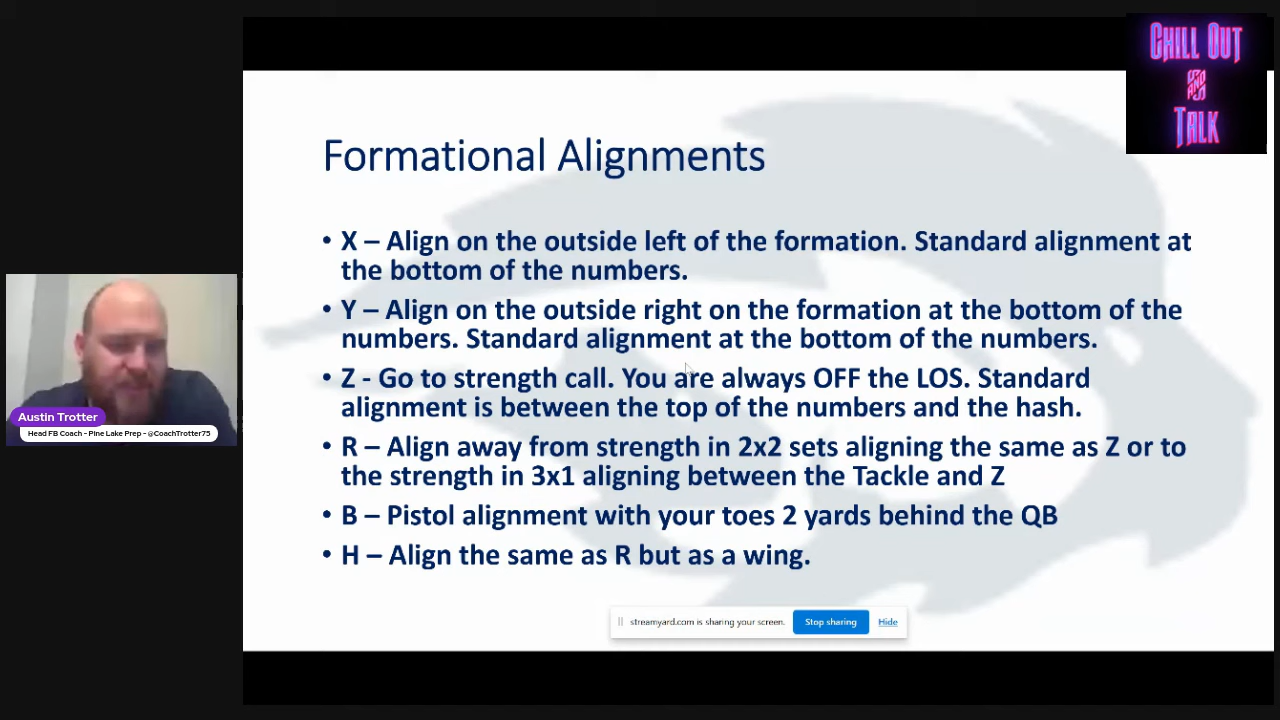 CHILL OUT
AND
TALK
Formational Alignments
• X – Align on the outside left of the formation. Standard alignment at
the bottom of the numbers.
• Y – Align on the outside right on the formation at the bottom of the
numbers. Standard alignment at the bottom of the numbers.
• Z - Go to strength call. You are always OFF the LOS. Standard
alignment is between the top of the numbers and the hash.
• R – Align away from strength in 2x2 sets aligning the same as Z or to
the strength in 3x1 aligning between the Tackle and Z
• B – Pistol alignment with your toes 2 yards behind the QB
• H – Align the same as R but as a wing.
Austin Trotter
Head FB Coach - Pine Lake Prep - @CoachTrotter75
streamyard.com is sharing your screen. Stop sharing Hide